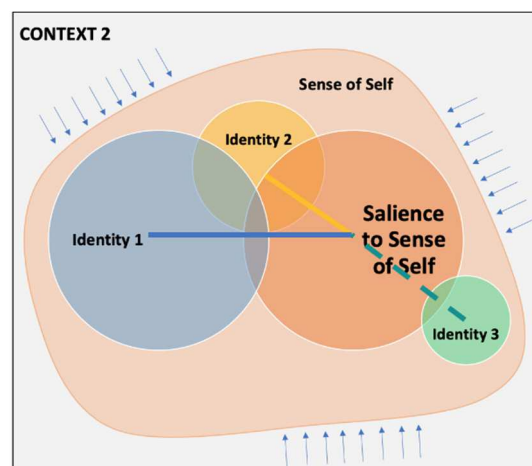 CONTEXT 2
Sense of Self
Identity 2
Identity 1
Salience
to Sense
of Self
Identity 3